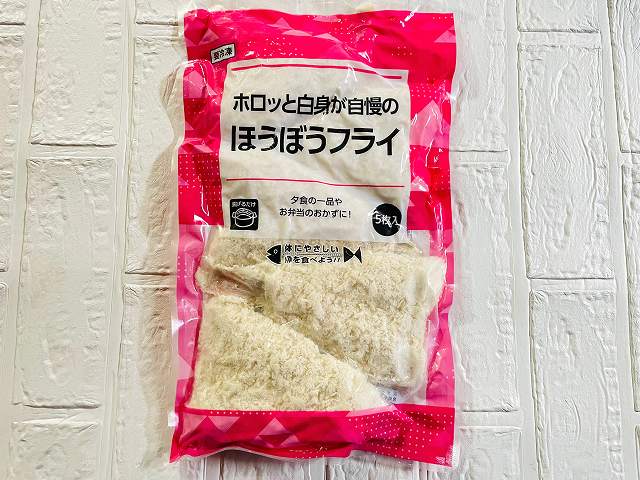 要冷凍
ホロッと白身が自慢の
ほうぼうフライ
夕食の一品や
お弁当のおかずに!
揚げるだけ
5枚入
体にやさしい
魚を食べよう!!